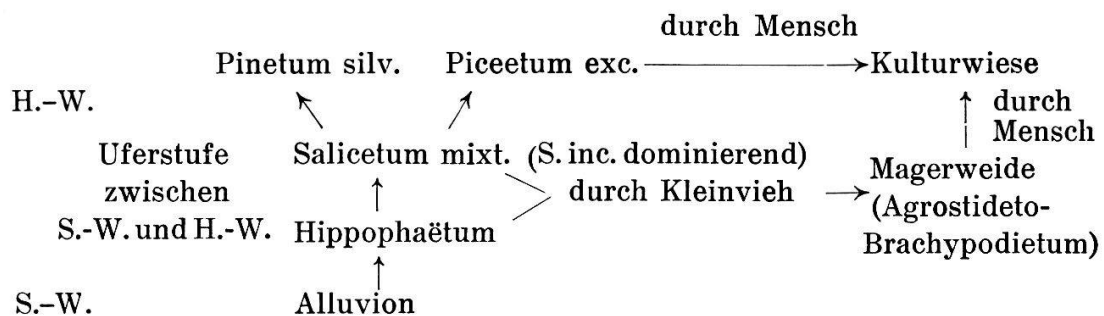 durch Mensch
Pinetum silv. Piceetum exc. Kulturwiese
H.-W. durch
Mensch
Uferstufe Salicetum mixt. (S. inc. dominierend)
zwischen durch Kleinvieh Magerweide
S.-W. und H.-W. Hippophaëtum (Agrostideto-
Brachypodietum)
S.-W. Alluvion